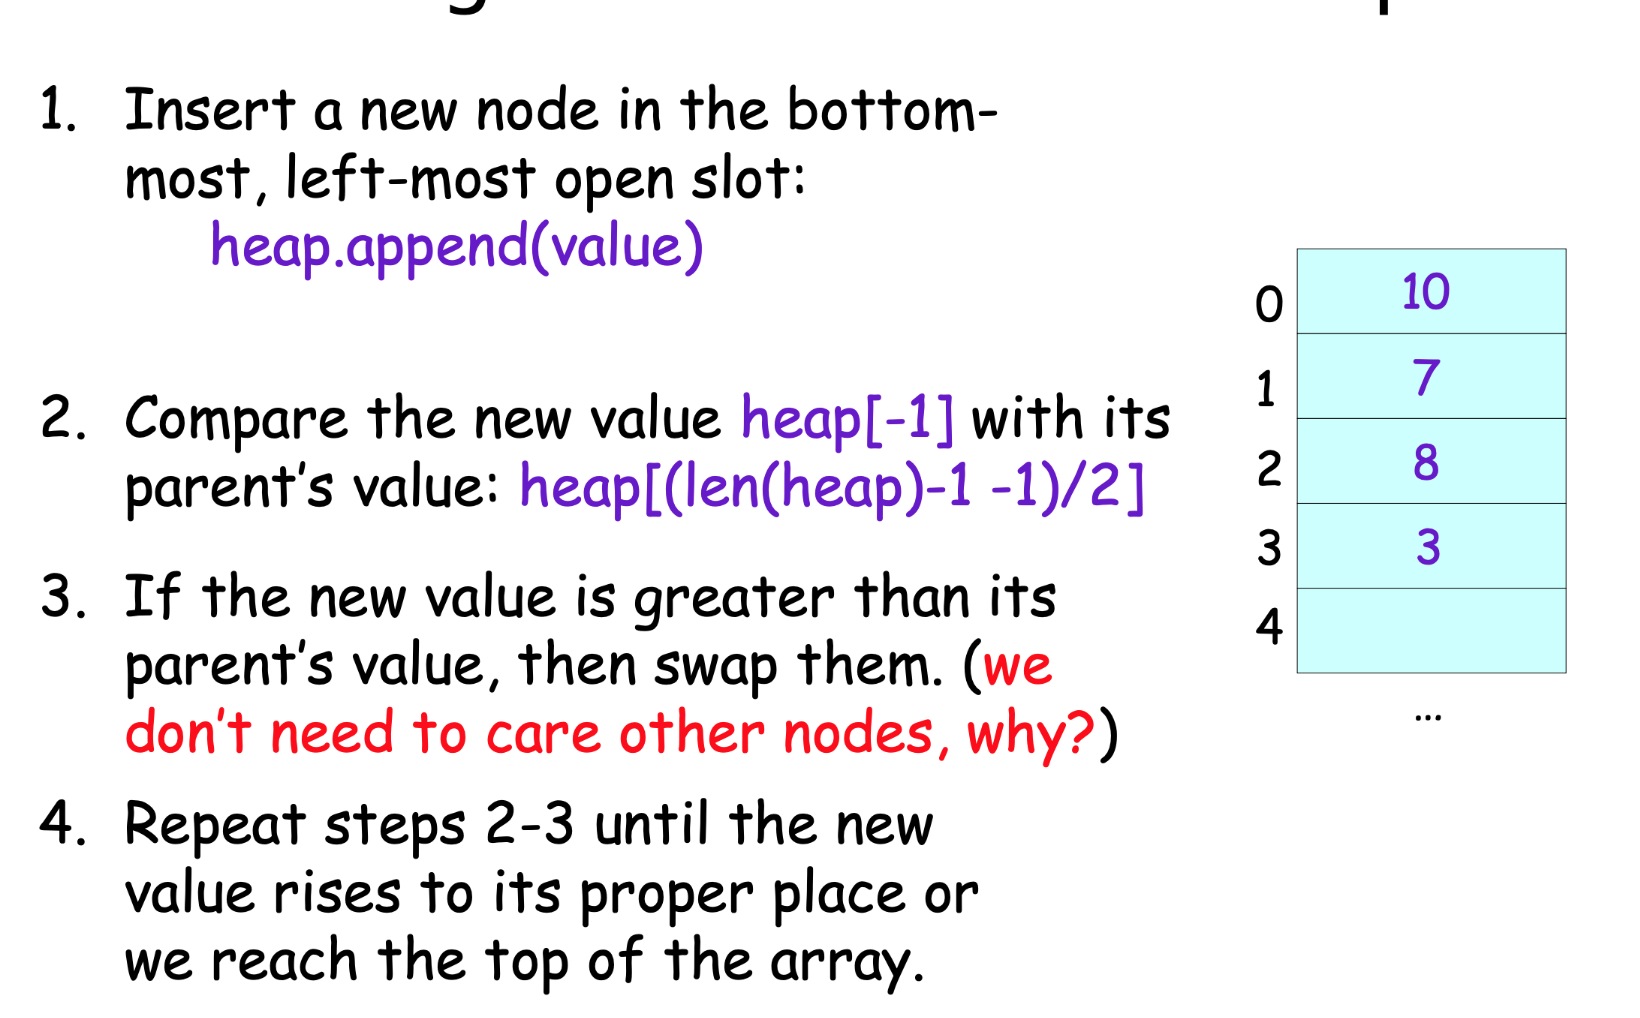 1. Insert a new node in the bottom-
most, left-most open slot:
heap.append(value)
2. Compare the new value heap[-1] with its
parent's value: heap[(len(heap)-1 -1)/2]
3. If the new value is greater than its
parent's value, then swap them. (we
don't need to care other nodes, why?)
4. Repeat steps 2-3 until the new
value rises to its proper place or
we reach the top of the array.
0 10
1 7
2 8
3 3
4
...